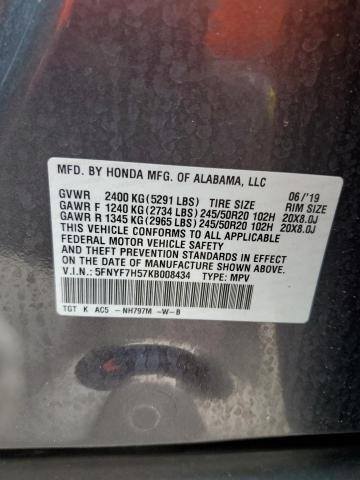 MFD. BY HONDA MFG. OF ALABAMA, LLC
GVWR 2400 KG(5291 LBS) TIRE SIZE 06/'19 RIM SIZE
GAWR F 1240 KG(2734 LBS) 245/50R20 102H 20X8.0J
GAWR R 1345 KG(2965 LBS) 245/50R20 102H 20X8.0J
THIS VEHICLE CONFORMS TO ALL APPLICABLE
FEDERAL MOTOR VEHICLE SAFETY
AND THEFT PREVENTION STANDARDS IN EFFECT
ON THE DATE OF MANUFACTURE SHOWN ABOVE.
V.I.N.: 5FNYF7H57KB008434 TYPE: MPV
TGT K AC5 -NH797M -W-B